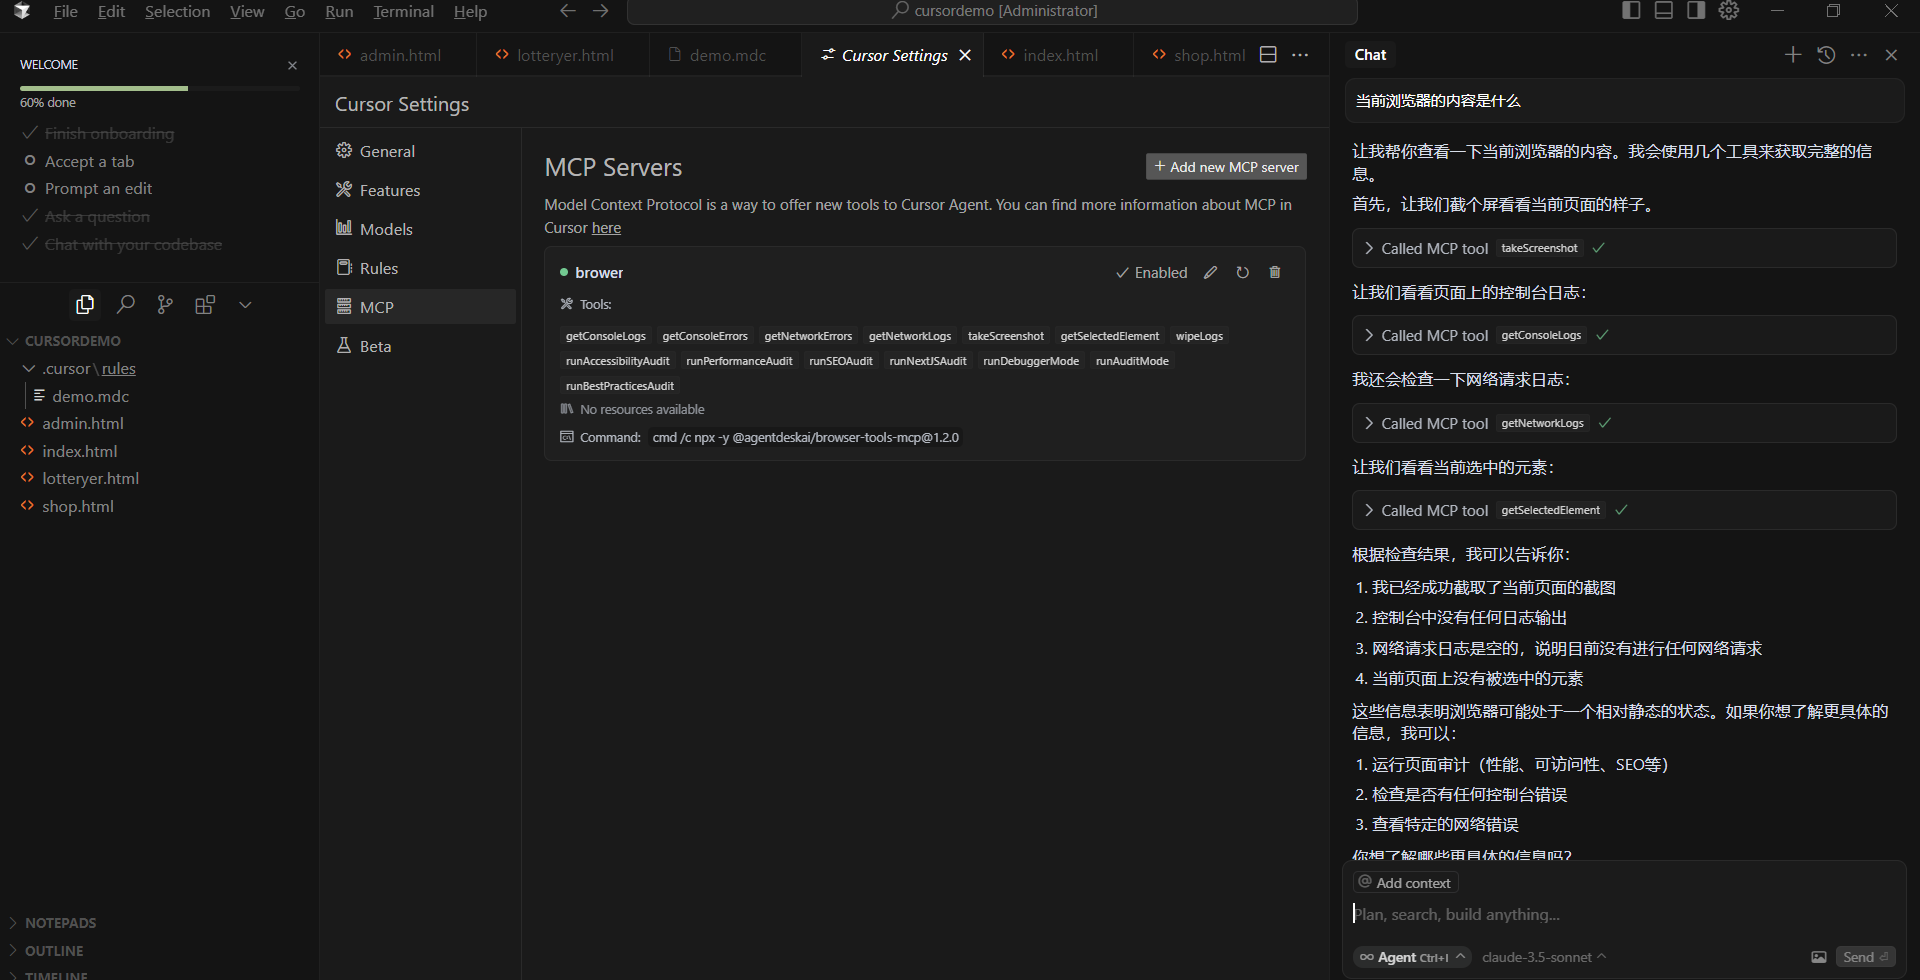 File Edit Selection View Go Run Terminal Help
cursordemo [Administrator]
WELCOME
60% done
Finish onboarding
Accept a tab
Prompt an edit
Ask a question
Chat with your codebase
CURSORDEMO
.cursor \ rules
demo.mdc
admin.html
index.html
lotteryer.html
shop.html
NOTEPADS
OUTLINE
TIMELINE
admin.html
lotteryer.html
demo.mdc
Cursor Settings
index.html
shop.html
Cursor Settings
General
Features
Models
Rules
MCP
Beta
MCP Servers
+ Add new MCP server
Model Context Protocol is a way to offer new tools to Cursor Agent. You can find more information about MCP in
Cursor here
brower
Enabled
Tools:
getConsoleLogs getConsoleErrors getNetworkErrors getNetworkLogs takeScreenshot getSelectedElement wipeLogs
runAccessibilityAudit runPerformanceAudit runSEOAudit runNextJSAudit runDebuggerMode runAuditMode
runBestPracticesAudit
No resources available
Command: cmd /c npx -y @agentdeskai/browser-tools-mcp@1.2.0
Chat
当前浏览器的内容是什么
让我帮你查看一下当前浏览器的内容。我会使用几个工具来获取完整的信
息。
首先，让我们截个屏看看当前页面的样子。
Called MCP tool takeScreenshot
让我们看看页面上的控制台日志：
Called MCP tool getConsoleLogs
我还会检查一下网络请求日志：
Called MCP tool getNetworkLogs
让我们看看当前选中的元素：
Called MCP tool getSelectedElement
根据检查结果，我可以告诉你：
1. 我已经成功截取了当前页面的截图
2. 控制台中没有任何日志输出
3. 网络请求日志是空的，说明目前没有进行任何网络请求
4. 当前页面上没有被选中的元素
这些信息表明浏览器可能处于一个相对静态的状态。如果你想了解更具体的
信息，我可以：
1. 运行页面审计（性能、可访问性、SEO等）
2. 检查是否有任何控制台错误
3. 查看特定的网络错误
你想了解哪些更具体的信息吗？
@ Add context
Plan, search, build anything...
Agent Ctrl+I
claude-3.5-sonnet
Send